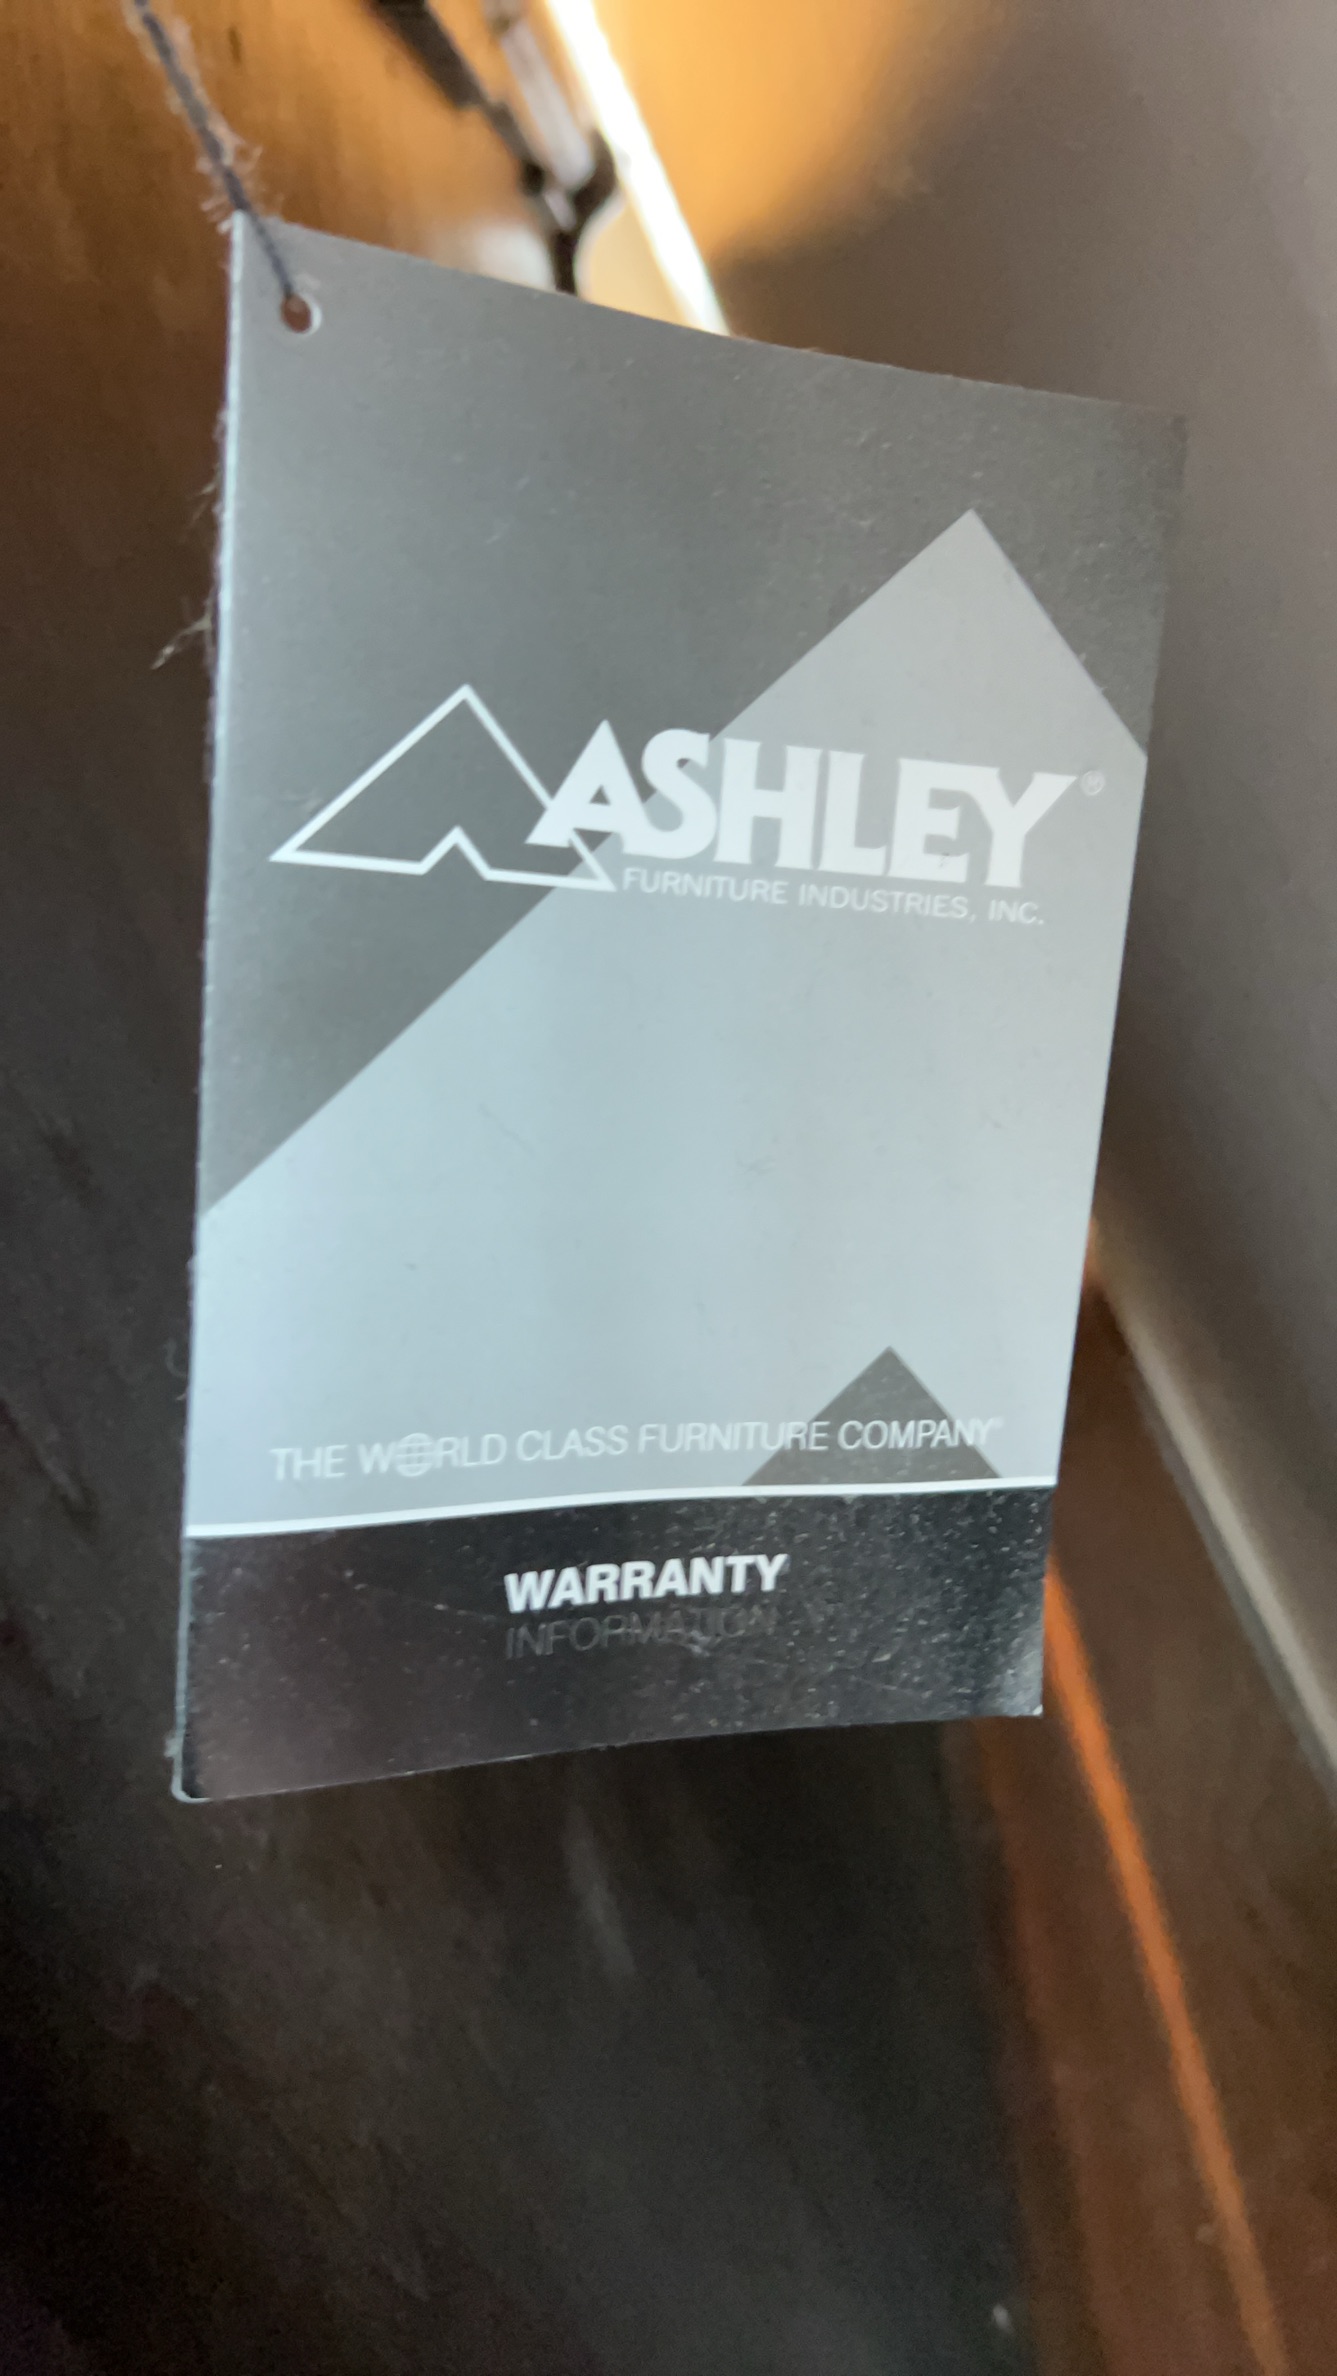 ASHLEY®
FURNITURE INDUSTRIES, INC.
THE WORLD CLASS FURNITURE COMPANY®
WARRANTY
INFORMATION